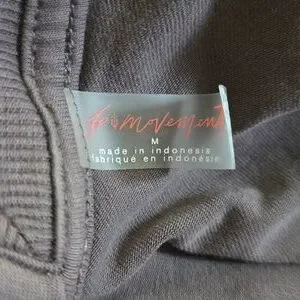 fp movement
M
made in indonesia
fabriqué en indonésie